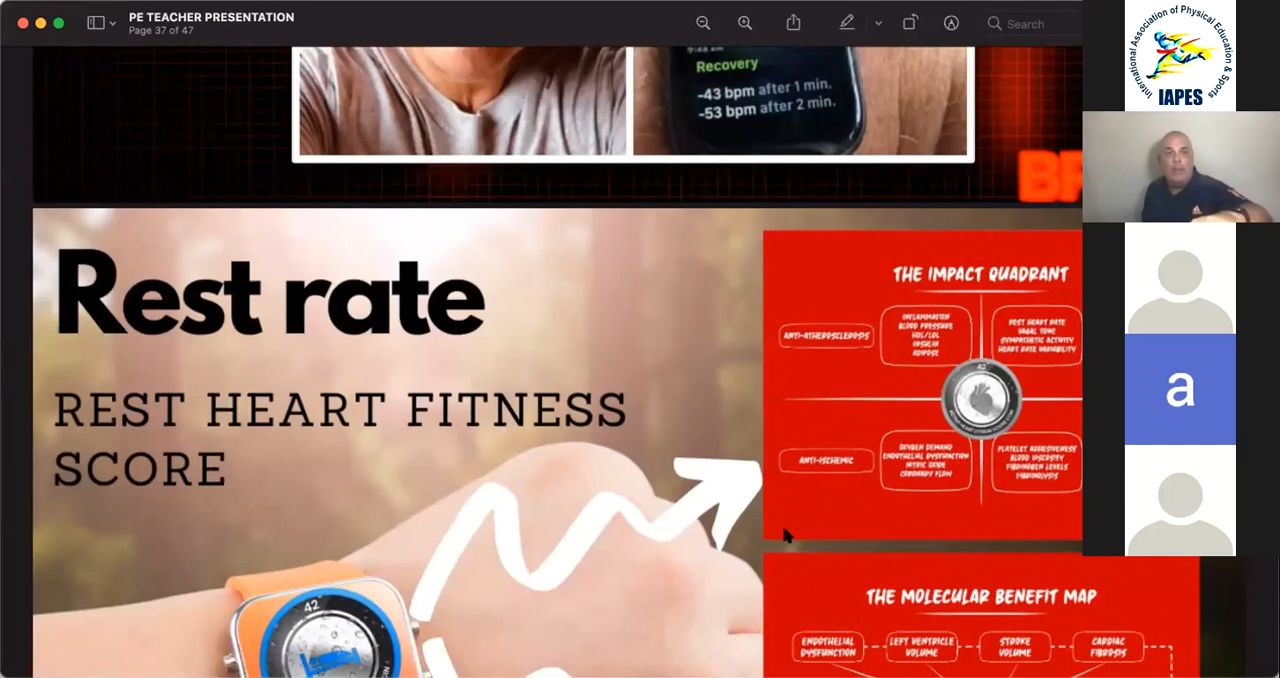 PE TEACHER PRESENTATION
Page 37 of 47
Search
International Association of Physical Education & Sports
IAPES
Recovery
-43 bpm after 1 min.
-53 bpm after 2 min.
Rest rate
REST HEART FITNESS
SCORE
THE IMPACT QUADRANT
ANTI-ATHEROSCLEROSIS
INFLAMMATION
BLOOD PRESSURE
HDL/LDL
INSULIN
ADIPOSE
REST HEART RATE
VAGAL TONE
SYMPATHETIC ACTIVITY
HEART RATE VARIABILITY
42
ANTI-ISCHEMIC
OXYGEN DEMAND
ENDOTHELIAL DYSFUNCTION
NITRIC OXIDE
CORONARY FLOW
PLATELET ADHESIVENESS
BLOOD VISCOSITY
FIBRINOGEN LEVELS
FIBRINOLYSIS
a
42
THE MOLECULAR BENEFIT MAP
ENDOTHELIAL
DYSFUNCTION
LEFT VENTRICLE
VOLUME
STROKE
VOLUME
CARDIAC
FIBROSIS